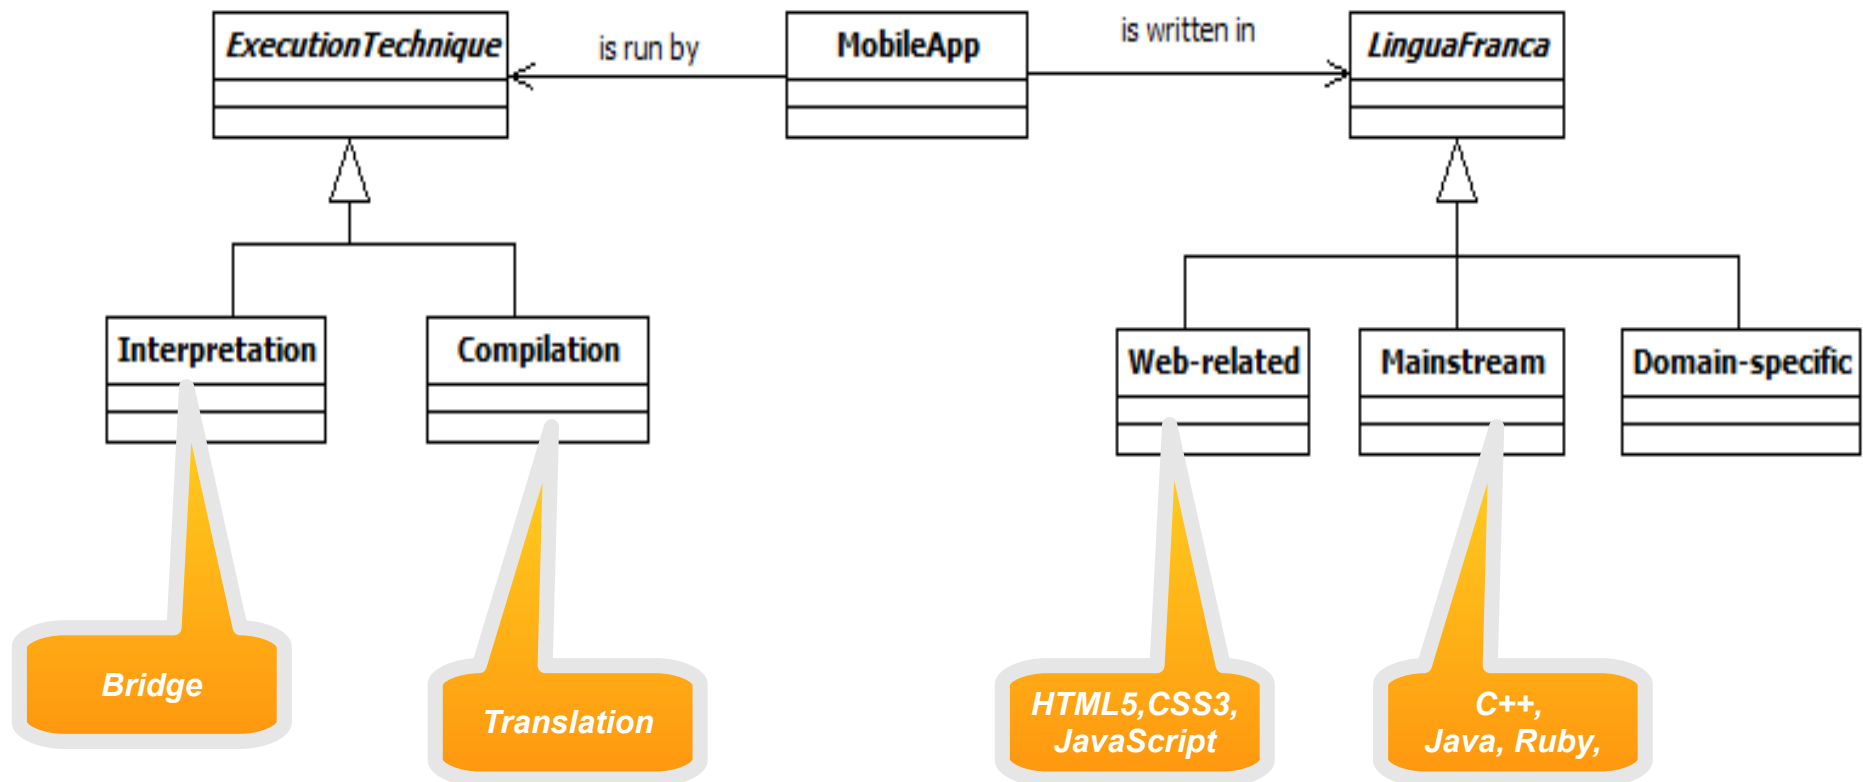 ExecutionTechnique
is run by
MobileApp
is written in
LinguaFranca
Interpretation
Compilation
Web-related
Mainstream
Domain-specific
Bridge
Translation
HTML5,CSS3,
JavaScript
C++,
Java, Ruby,